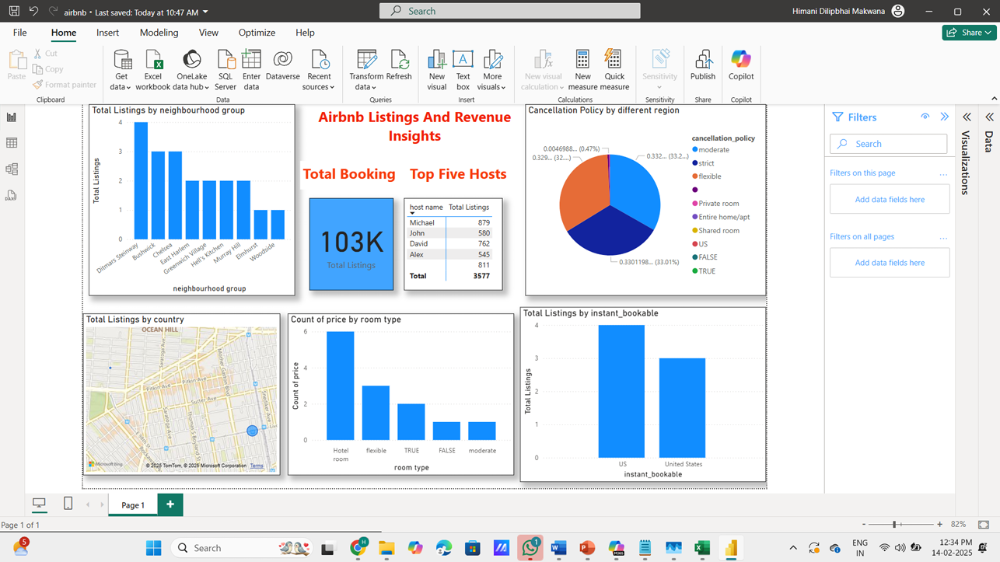 airbnb • Last saved: Today at 10:47 AM
Search
Himani Dilipbhai Makwana
File Home Insert Modeling View Optimize Help
Share
Paste
Cut
Copy
Format painter
Clipboard
Get data
Excel workbook
OneLake data hub
SQL Server
Enter data
Dataverse
Recent sources
Data
Transform data
Refresh
Queries
New visual
Text box
More visuals
Insert
New visual calculation
New measure
Quick measure
Calculations
Sensitivity
Sensitivity
Publish
Share
Copilot
Copilot
Total Listings by neighbourhood group
Total Listings
4
3
2
1
0
Ditmars Steinway
Bushwick
Chelsea
East Harlem
Greenwich Village
Hell's Kitchen
Murray Hill
Elmhurst
Woodside
neighbourhood group
Airbnb Listings And Revenue
Insights
Total Booking
Top Five Hosts
103K
Total Listings
host name Total Listings
Michael 879
John 580
David 762
Alex 545
811
Total 3577
Cancellation Policy by different region
0.0046988... (0.47%)
0.329... (32....)
0.332... (33.2...)
0.3301198... (33.01%)
cancellation_policy
moderate
strict
flexible
Private room
Entire home/apt
Shared room
US
FALSE
TRUE
Filters
Search
Filters on this page
...
Add data fields here
Filters on all pages
...
Add data fields here
Visualizations
Data
Total Listings by country
OCEAN HILL
Pitkin Ave
Pitkin Ave
Sutter Ave
Microsoft Bing
© 2025 TomTom, © 2025 Microsoft Corporation Terms
Count of price by room type
Count of price
6
4
2
0
Hotel room
flexible
TRUE
FALSE
moderate
room type
Total Listings by instant_bookable
Total Listings
4
3
2
1
0
US
United States
instant_bookable
Page 1
Page 1 of 1
- + 82%
5
Search
H
1
ENG
IN
12:34 PM
14-02-2025